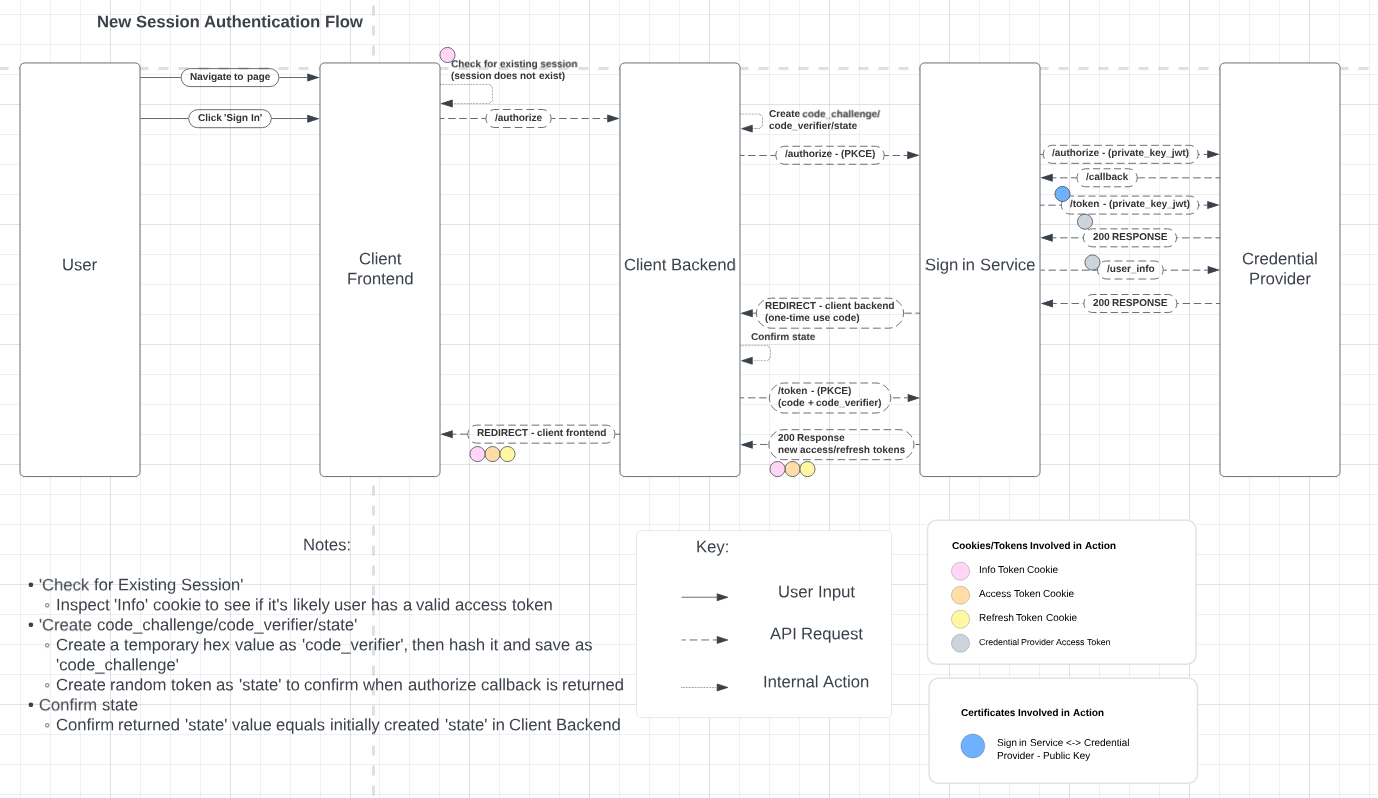 New Session Authentication Flow
Navigate to page
Check for existing session
(session does not exist)
Click 'Sign In'
/authorize
Create code_challenge/
code_verifier/state
/authorize - (PKCE)
/authorize - (private_key_jwt)
/callback
/token - (private_key_jwt)
200 RESPONSE
/user_info
200 RESPONSE
User
Client
Frontend
Client Backend
Sign in Service
Credential
Provider
REDIRECT - client backend
(one-time use code)
Confirm state
/token - (PKCE)
(code + code_verifier)
REDIRECT - client frontend
200 Response
new access/refresh tokens
Notes:
• 'Check for Existing Session'
◦ Inspect 'Info' cookie to see if it's likely user has a valid access token
• 'Create code_challenge/code_verifier/state'
◦ Create a temporary hex value as 'code_verifier', then hash it and save as
'code_challenge'
◦ Create random token as 'state' to confirm when authorize callback is returned
• Confirm state
◦ Confirm returned 'state' value equals initially created 'state' in Client Backend
Key:
User Input
API Request
Internal Action
Cookies/Tokens Involved in Action
Info Token Cookie
Access Token Cookie
Refresh Token Cookie
Credential Provider Access Token
Certificates Involved in Action
Sign in Service <-> Credential
Provider - Public Key